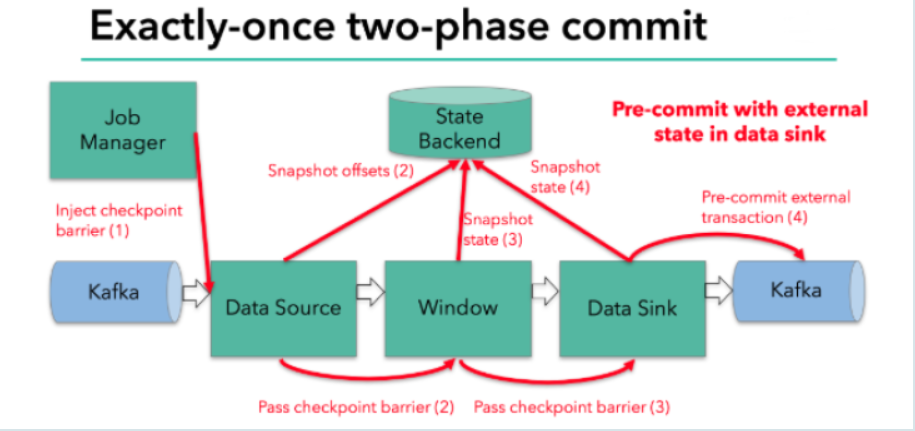 Exactly-once two-phase commit
Job
Manager
State
Backend
Pre-commit with external
state in data sink
Snapshot offsets (2)
Snapshot
state (4)
Pre-commit external
transaction (4)
Inject checkpoint
barrier (1)
Snapshot
state (3)
Kafka
Data Source
Window
Data Sink
Kafka
Pass checkpoint barrier (2)
Pass checkpoint barrier (3)